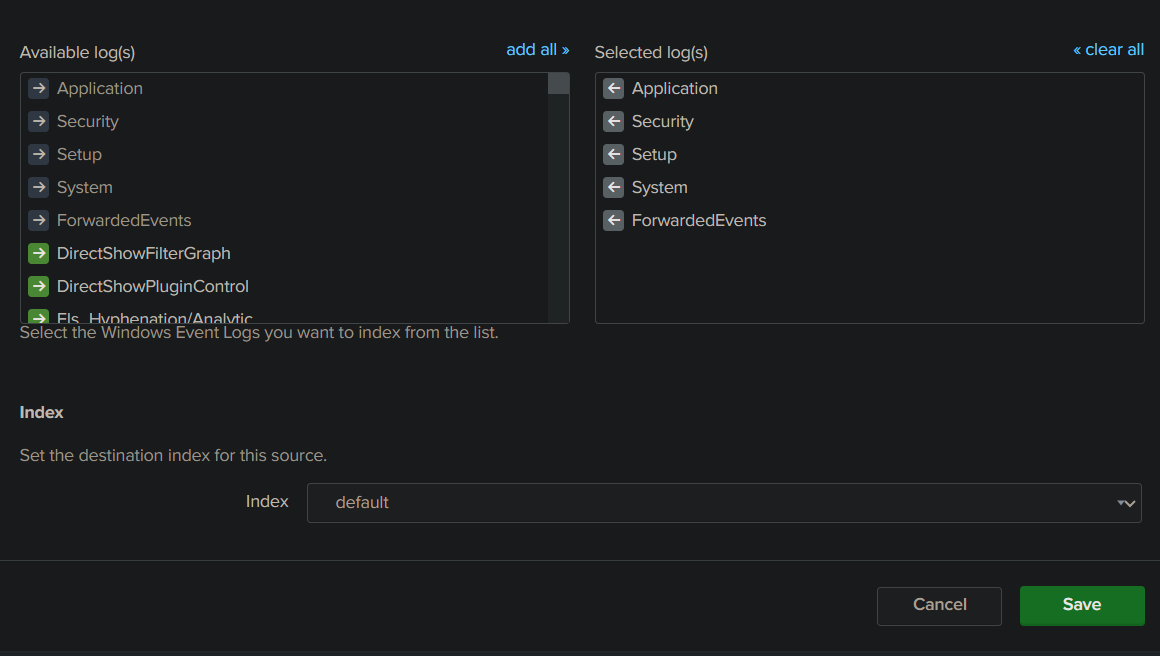 Available log(s) add all »
Selected log(s) « clear all
Application
Security
Setup
System
ForwardedEvents
DirectShowFilterGraph
DirectShowPluginControl
Els_Hyphenation/Analytic
Application
Security
Setup
System
ForwardedEvents
Select the Windows Event Logs you want to index from the list.
Index
Set the destination index for this source.
Index default
Cancel Save